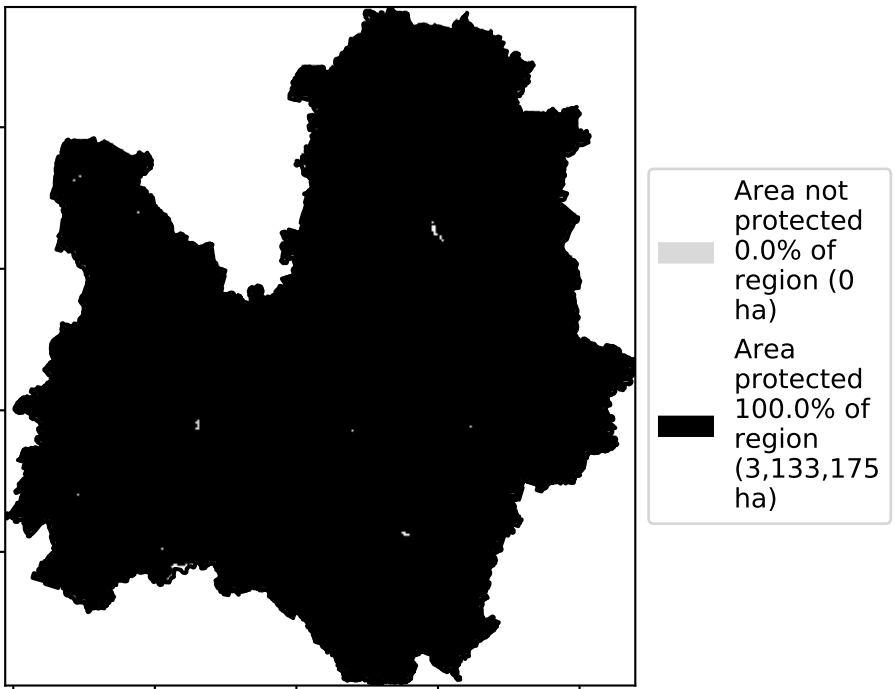 Area not
protected
0.0% of
region (0
ha)
Area
protected
100.0% of
region
(3,133,175
ha)